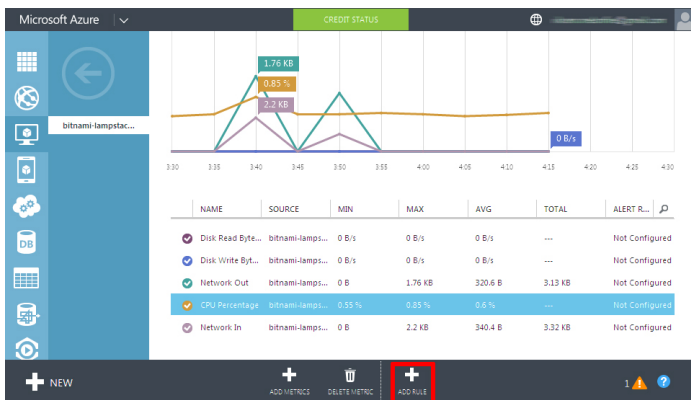 Microsoft Azure
CREDIT STATUS
bitnami-lampstac...
1.76 KB
0.85 %
2.2 KB
0 B/s
3:30 3:35 3:40 3:45 3:50 3:55 4:00 4:05 4:10 4:15 4:20 4:25 4:30
NAME SOURCE MIN MAX AVG TOTAL ALERT R...
Disk Read Byte... bitnami-lamps... 0 B/s 0 B/s 0 B/s --- Not Configured
Disk Write Byt... bitnami-lamps... 0 B/s 0 B/s 0 B/s --- Not Configured
Network Out bitnami-lamps... 0 B 1.76 KB 320.6 B 3.13 KB Not Configured
CPU Percentage bitnami-lamps... 0.55 % 0.85 % 0.6 % --- Not Configured
Network In bitnami-lamps... 0 B 2.2 KB 340.4 B 3.32 KB Not Configured
DB
NEW
ADD METRICS DELETE METRIC ADD RULE
1 ?